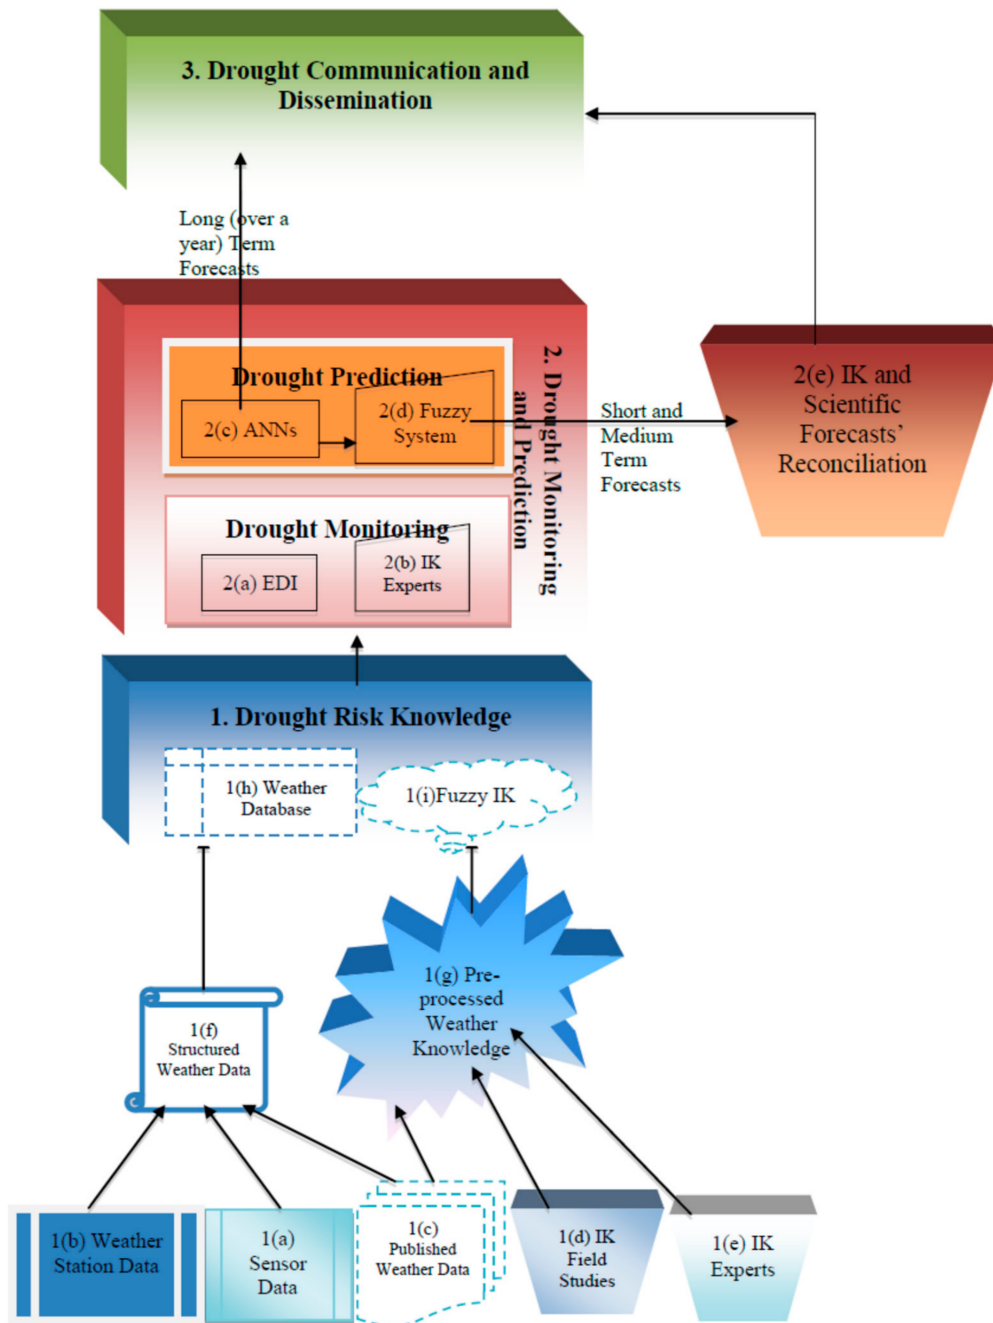 3. Drought Communication and
Dissemination
Long (over a
year) Term
Forecasts
Drought Prediction
2(c) ANNs
2(d) Fuzzy
System
2. Drought Monitoring
and Prediction
Short and
Medium
Term
Forecasts
2(e) IK and
Scientific
Forecasts’
Reconciliation
Drought Monitoring
2(a) EDI
2(b) IK
Experts
1. Drought Risk Knowledge
1(h) Weather
Database
1(i)Fuzzy IK
1(g) Pre-
processed
Weather
Knowledge
1(f)
Structured
Weather Data
1(b) Weather
Station Data
1(a)
Sensor
Data
1(c)
Published
Weather Data
1(d) IK
Field
Studies
1(e) IK
Experts